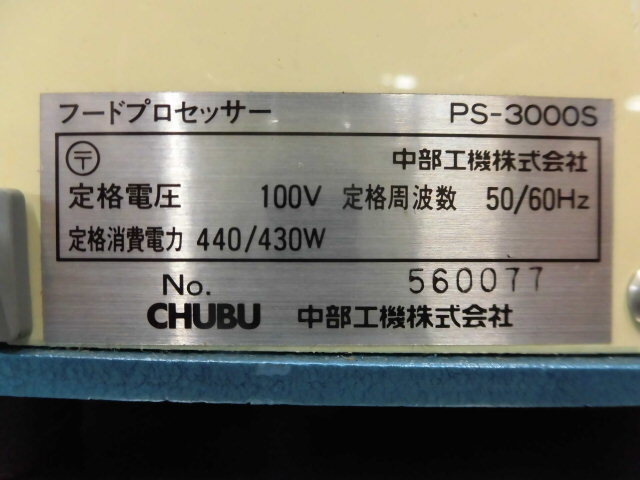 フードプロセッサー PS-3000S
〶 中部工機株式会社
定格電圧 100V 定格周波数 50/60Hz
定格消費電力 440/430W
No. 560077
CHUBU 中部工機株式会社